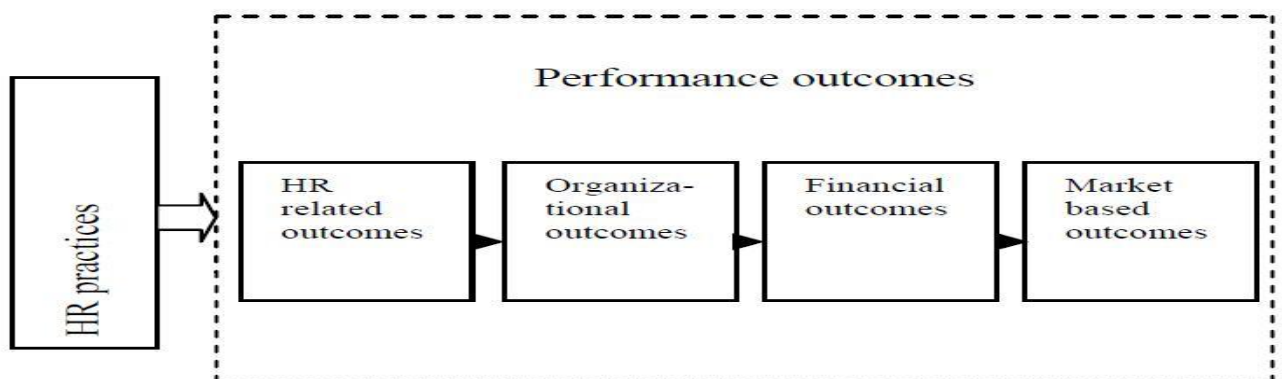 Performance outcomes
HR practices
HR
related
outcomes
Organiza-
tional
outcomes
Financial
outcomes
Market
based
outcomes